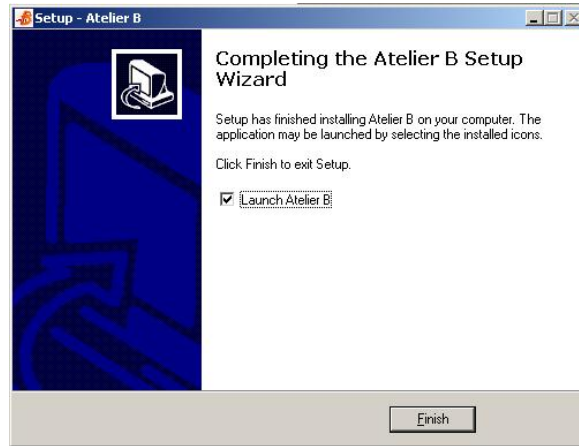 Setup - Atelier B
Completing the Atelier B Setup
Wizard
Setup has finished installing Atelier B on your computer. The
application may be launched by selecting the installed icons.
Click Finish to exit Setup.
Launch Atelier B
Finish